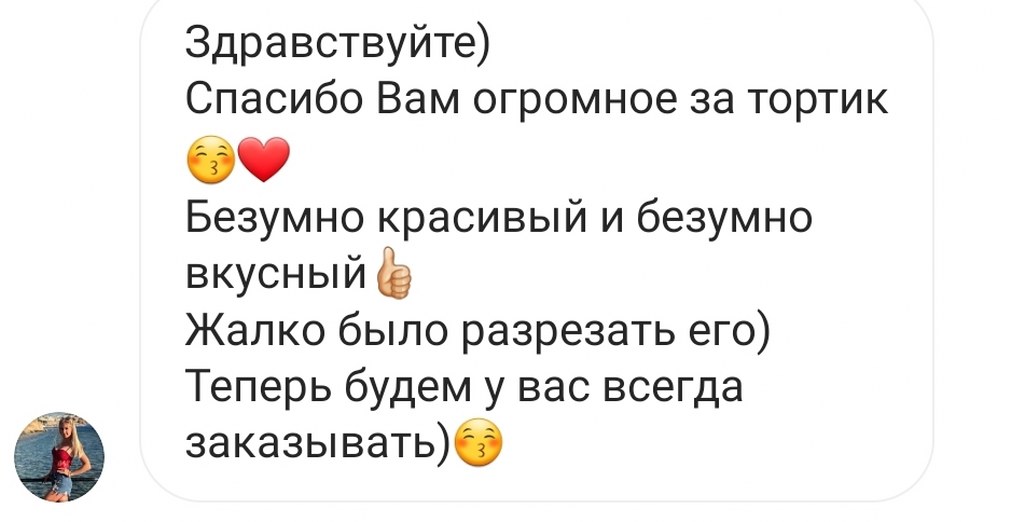 Здравствуйте)
Спасибо Вам огромное за тортик
😚❤️
Безумно красивый и безумно
вкусный👍🏼
Жалко было разрезать его)
Теперь будем у вас всегда
заказывать)😚